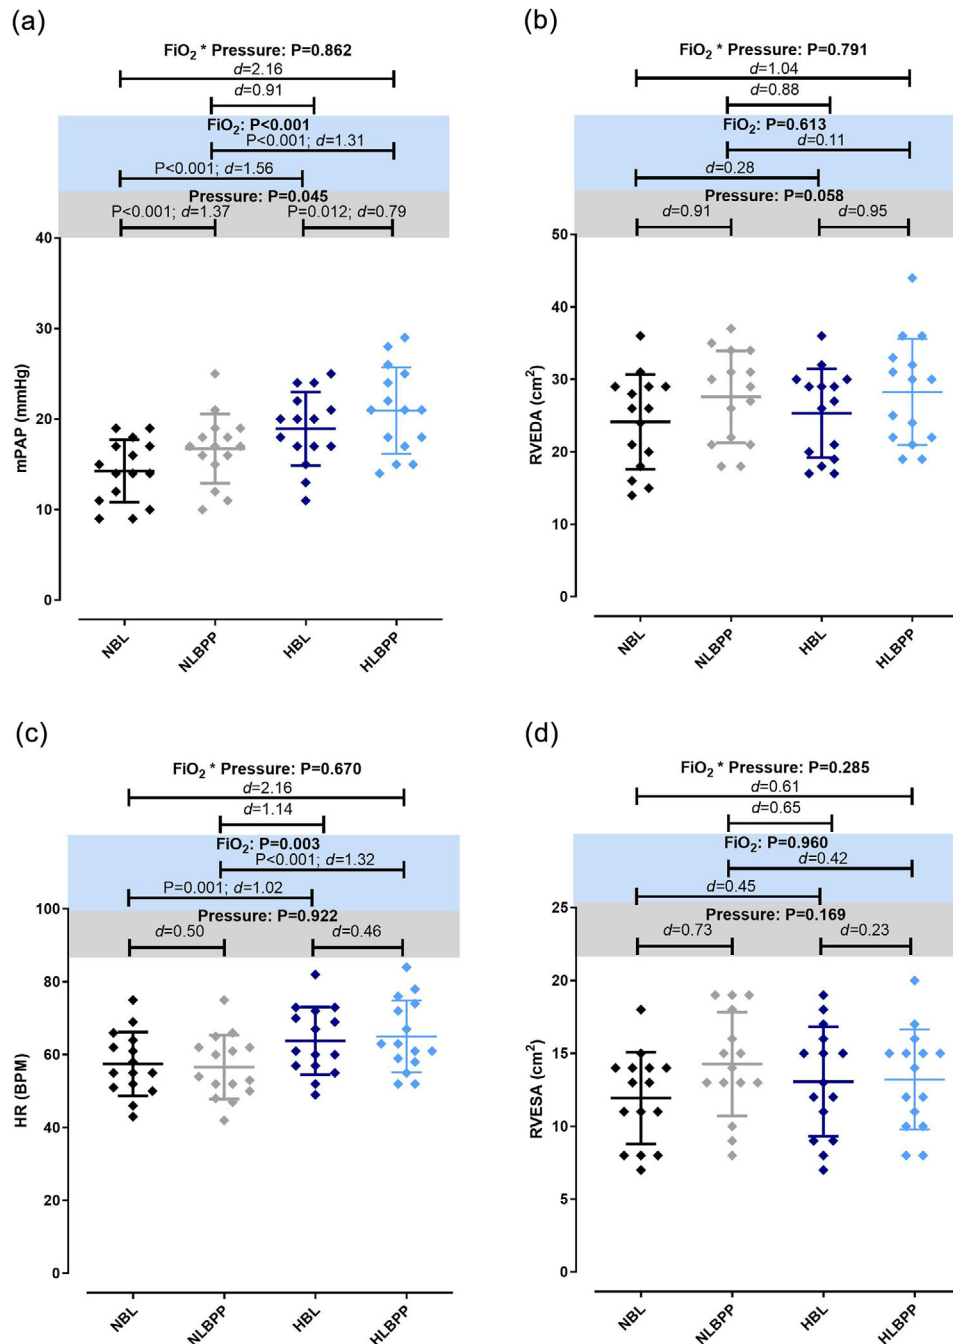 (a)
FiO2 * Pressure: P=0.862
d=2.16
d=0.91
FiO2: P<0.001
P<0.001; d=1.31
P<0.001; d=1.56
Pressure: P=0.045
P<0.001; d=1.37 P=0.012; d=0.79
40
30
20
10
0
mPAP (mmHg)
NBL NLBPP HBL HLBPP
(b)
FiO2 * Pressure: P=0.791
d=1.04
d=0.88
FiO2: P=0.613
d=0.11
d=0.28
Pressure: P=0.058
d=0.91 d=0.95
50
40
30
20
10
0
RVEDA (cm2)
NBL NLBPP HBL HLBPP
(c)
FiO2 * Pressure: P=0.670
d=2.16
d=1.14
FiO2: P=0.003
P<0.001; d=1.32
P=0.001; d=1.02
Pressure: P=0.922
d=0.50 d=0.46
100
80
60
40
20
0
HR (BPM)
NBL NLBPP HBL HLBPP
(d)
FiO2 * Pressure: P=0.285
d=0.61
d=0.65
FiO2: P=0.960
d=0.42
d=0.45
Pressure: P=0.169
d=0.73 d=0.23
25
20
15
10
5
0
RVESA (cm2)
NBL NLBPP HBL HLBPP